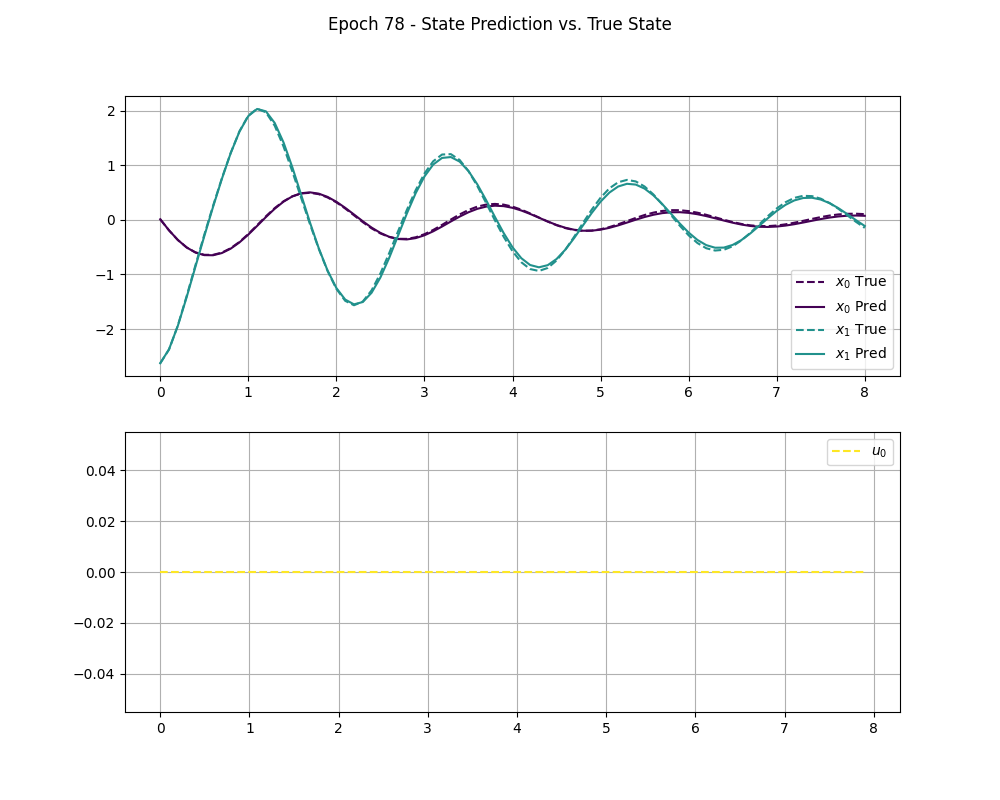 Epoch 78 - State Prediction vs. True State
2
1
0
−1
−2
x₀ True
x₀ Pred
x₁ True
x₁ Pred
0 1 2 3 4 5 6 7 8
0.04
0.02
0.00
−0.02
−0.04
u₀
0 1 2 3 4 5 6 7 8